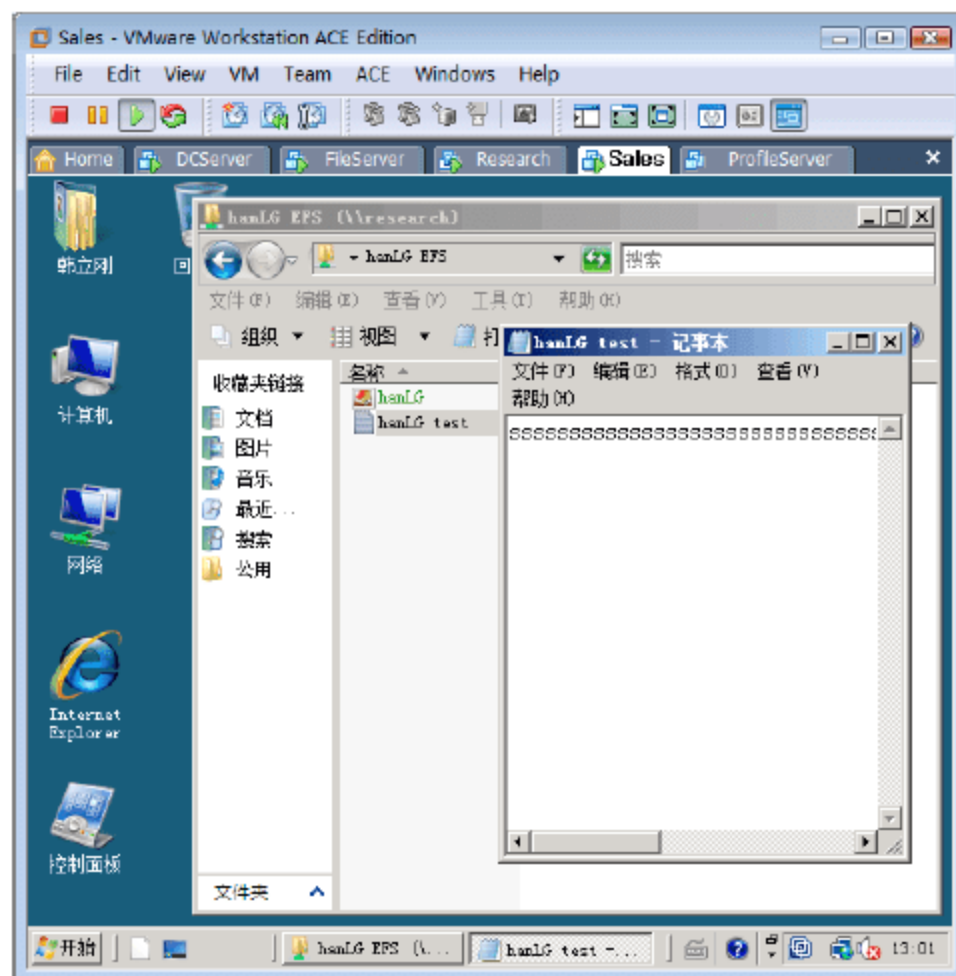 Sales - VMware Workstation ACE Edition
File Edit View VM Team ACE Windows Help
Home DCServer FileServer Research Sales ProfileServer
hanLG EFS (\\research)
韩立刚 回
hanLG EFS 搜索
文件(F) 编辑(E) 查看(V) 工具(T) 帮助(H)
组织 视图 打
hanLG test - 记事本
收藏夹链接 名称
文件(F) 编辑(E) 格式(O) 查看(V)
帮助(H)
hanLG
计算机
文档 hanLG test
图片
音乐
最近...
搜索
公用
网络
Internet
Explorer
控制面板
文件夹
开始 hanLG EFS (\... hanLG test -... 13:01